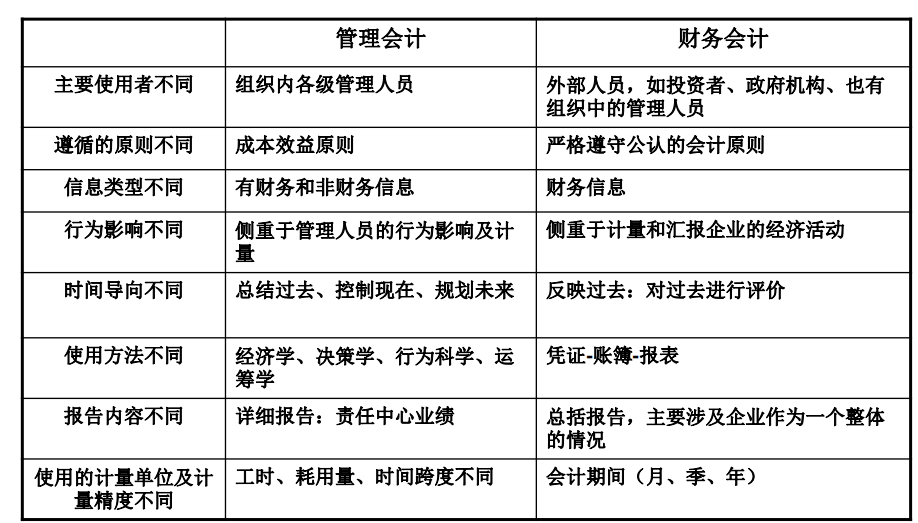 管理会计 财务会计
主要使用者不同 组织内各级管理人员 外部人员，如投资者、政府机构、也有
组织中的管理人员
遵循的原则不同 成本效益原则 严格遵守公认的会计原则
信息类型不同 有财务和非财务信息 财务信息
行为影响不同 侧重于管理人员的行为影响及计
量 侧重于计量和汇报企业的经济活动
时间导向不同 总结过去、控制现在、规划未来 反映过去：对过去进行评价
使用方法不同 经济学、决策学、行为科学、运
筹学 凭证-账簿-报表
报告内容不同 详细报告：责任中心业绩 总括报告，主要涉及企业作为一个整体
的情况
使用的计量单位及计
量精度不同 工时、耗用量、时间跨度不同 会计期间（月、季、年）